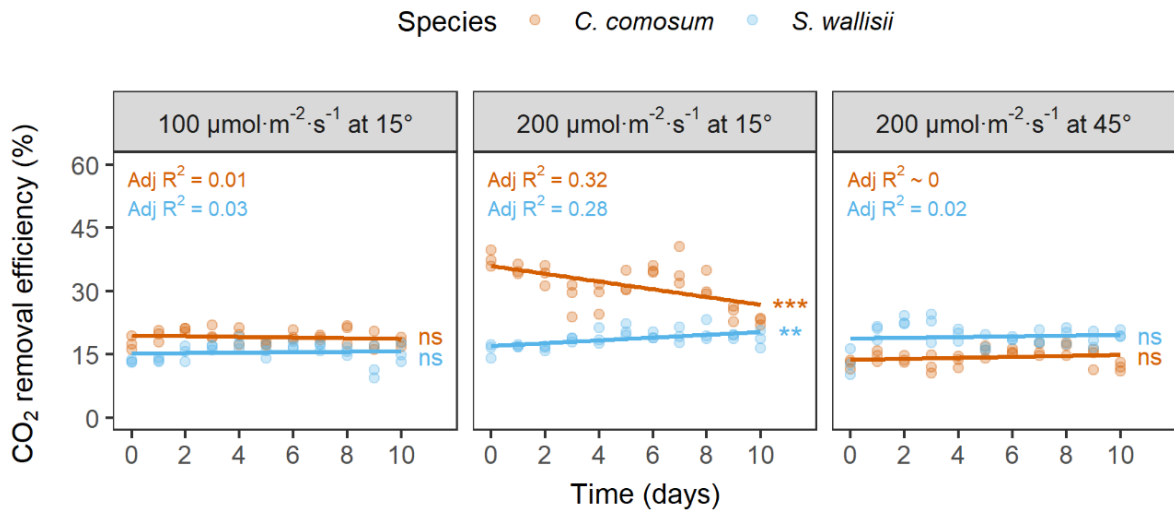 Species C. comosum S. wallisii
100 µmol·m⁻²·s⁻¹ at 15° 200 µmol·m⁻²·s⁻¹ at 15° 200 µmol·m⁻²·s⁻¹ at 45°
CO₂ removal efficiency (%)
60
45
30
15
0
Adj R² = 0.01
Adj R² = 0.03
ns
ns
Adj R² = 0.32
Adj R² = 0.28
***
**
Adj R² ~ 0
Adj R² = 0.02
ns
ns
0 2 4 6 8 10 0 2 4 6 8 10 0 2 4 6 8 10
Time (days)